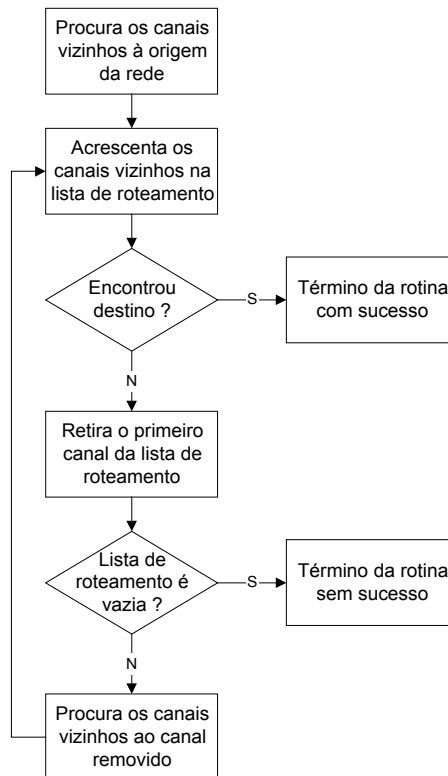 Procura os canais
vizinhos à origem
da rede
Acrescenta os
canais vizinhos na
lista de roteamento
Encontrou
destino ?
S
Término da rotina
com sucesso
N
Retira o primeiro
canal da lista de
roteamento
Lista de
roteamento é
vazia ?
S
Término da rotina
sem sucesso
N
Procura os canais
vizinhos ao canal
removido